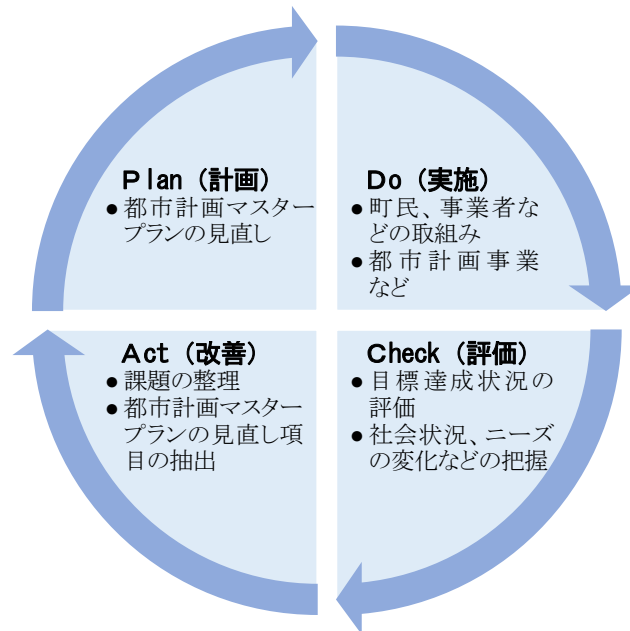 Plan（計画）
● 都市計画マスター
プランの見直し
Do（実施）
● 町民、事業者な
どの取組み
● 都市計画事業
など
Act（改善）
● 課題の整理
● 都市計画マスター
プランの見直し項
目の抽出
Check（評価）
● 目標達成状況の
評価
● 社会状況、ニーズ
の変化などの把握